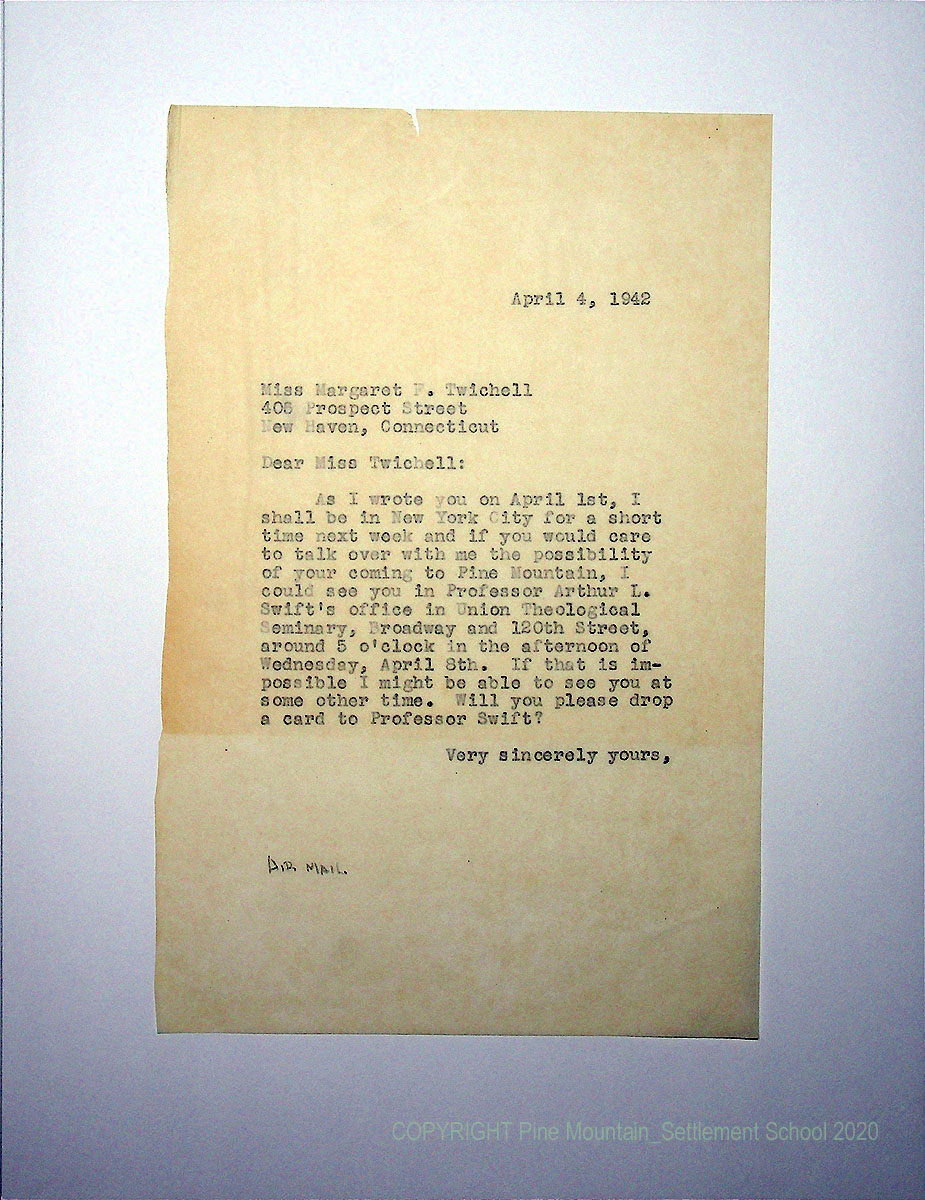 April 4, 1942
Miss Margaret F. Twichell
Prospect Street
New Haven, Connecticut
Dear Miss Twichell:
As I wrote you on April 1st, I
shall be in New York City for a short
time next week and if you would care
to talk over with me the possibility
of your coming to Pine Mountain, I
could see you in Professor Arthur L.
Swift's office in Union Theological
Seminary, Broadway and 120th Street,
around 5 o'clock in the afternoon of
Wednesday, April 8th. If that is im-
possible I might be able to see you at
some other time. Will you please drop
a card to Professor Swift?
Very sincerely yours,
AIR MAIL.
COPYRIGHT Pine Mountain_Settlement School 2020